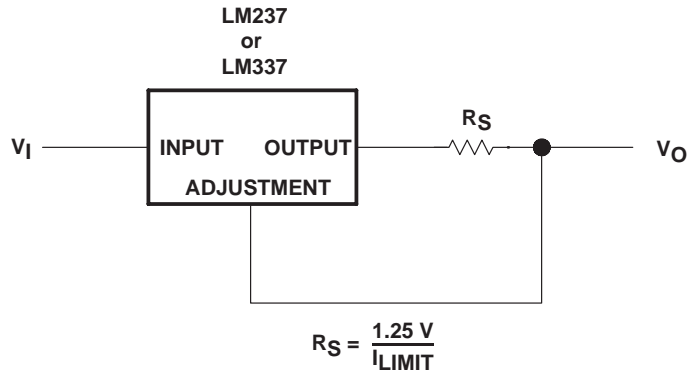 LM237
or
LM337
RS
VI
INPUT
OUTPUT
VO
ADJUSTMENT
RS = 1.25 V
ILIMIT